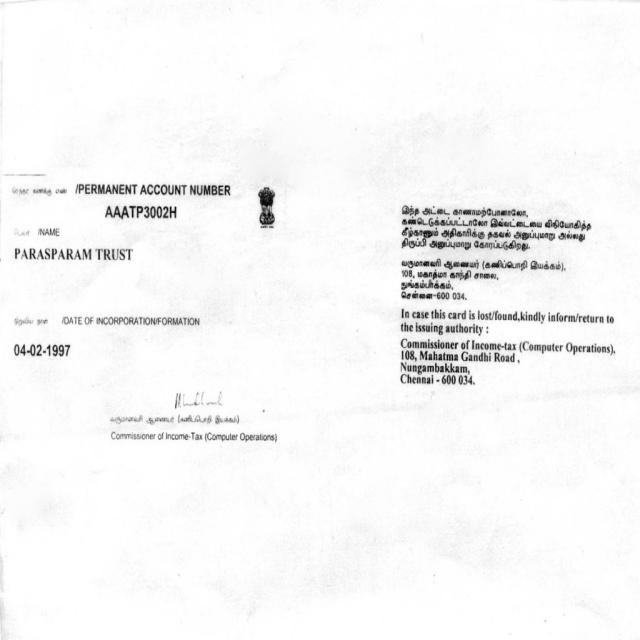 நிரந்தர கணக்கு எண் /PERMANENT ACCOUNT NUMBER
AAATP3002H
பெயர் /NAME
PARASPARAM TRUST
நாள் /DATE OF INCORPORATION/FORMATION
04-02-1997
வருமானவரி ஆணையர் (கணிப்பொறி இயக்கம்)
Commissioner of Income-Tax (Computer Operations)
இந்த அட்டை காணாமற்போனாலோ,
கண்டெடுக்கப்பட்டாலோ இவ்வட்டையை விநியோகித்த
கீழ்காணும் அதிகாரிக்கு தகவல் அனுப்புமாறு அல்லது
திருப்பி அனுப்புமாறு கோரப்படுகிறது.
வருமானவரி ஆணையர் (கணிப்பொறி இயக்கம்),
108, மகாத்மா காந்தி சாலை,
நுங்கம்பாக்கம்,
சென்னை-600 034.
In case this card is lost/found,kindly inform/return to
the issuing authority :
Commissioner of Income-tax (Computer Operations),
108, Mahatma Gandhi Road ,
Nungambakkam,
Chennai - 600 034.